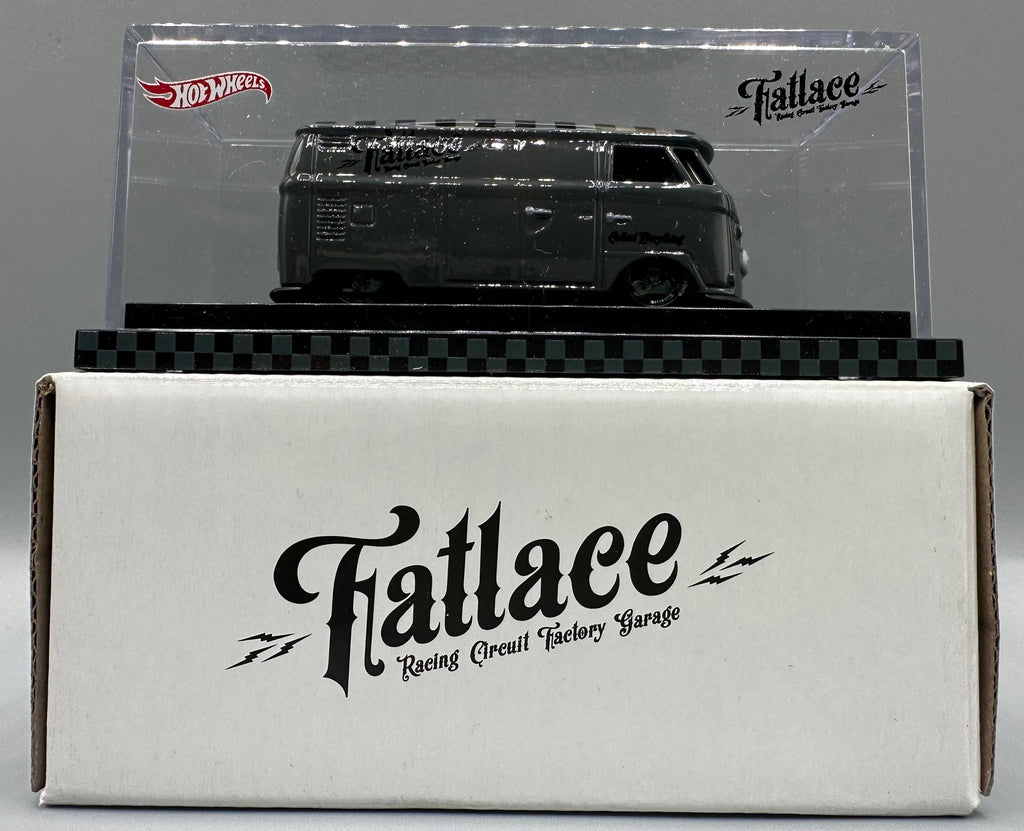 HOT WHEELS
Fatlace
Racing Circuit Factory Garage
Fatlace
Fatlace
Racing Circuit Factory Garage